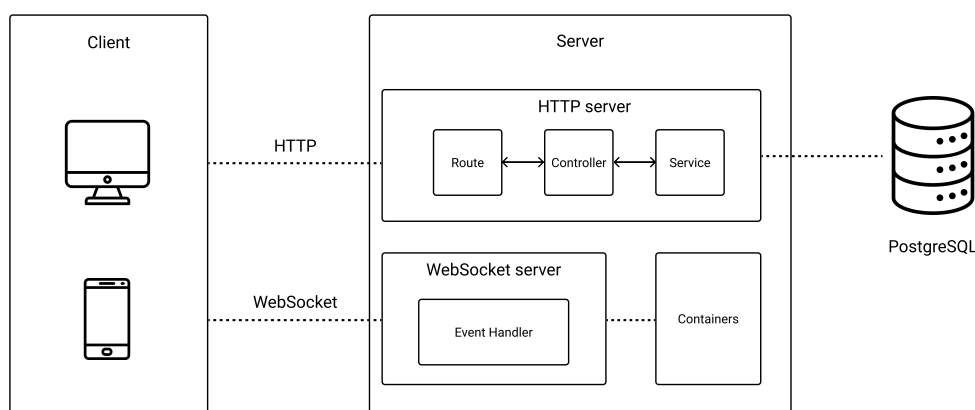 Client
Server
HTTP server
HTTP
Route
Controller
Service
PostgreSQL
WebSocket server
WebSocket
Event Handler
Containers